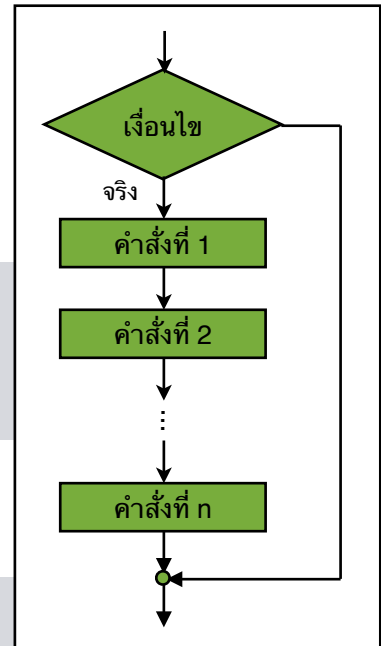 เงื่อนไข
จริง
คำสั่งที่ 1
คำสั่งที่ 2
...
คำสั่งที่ n